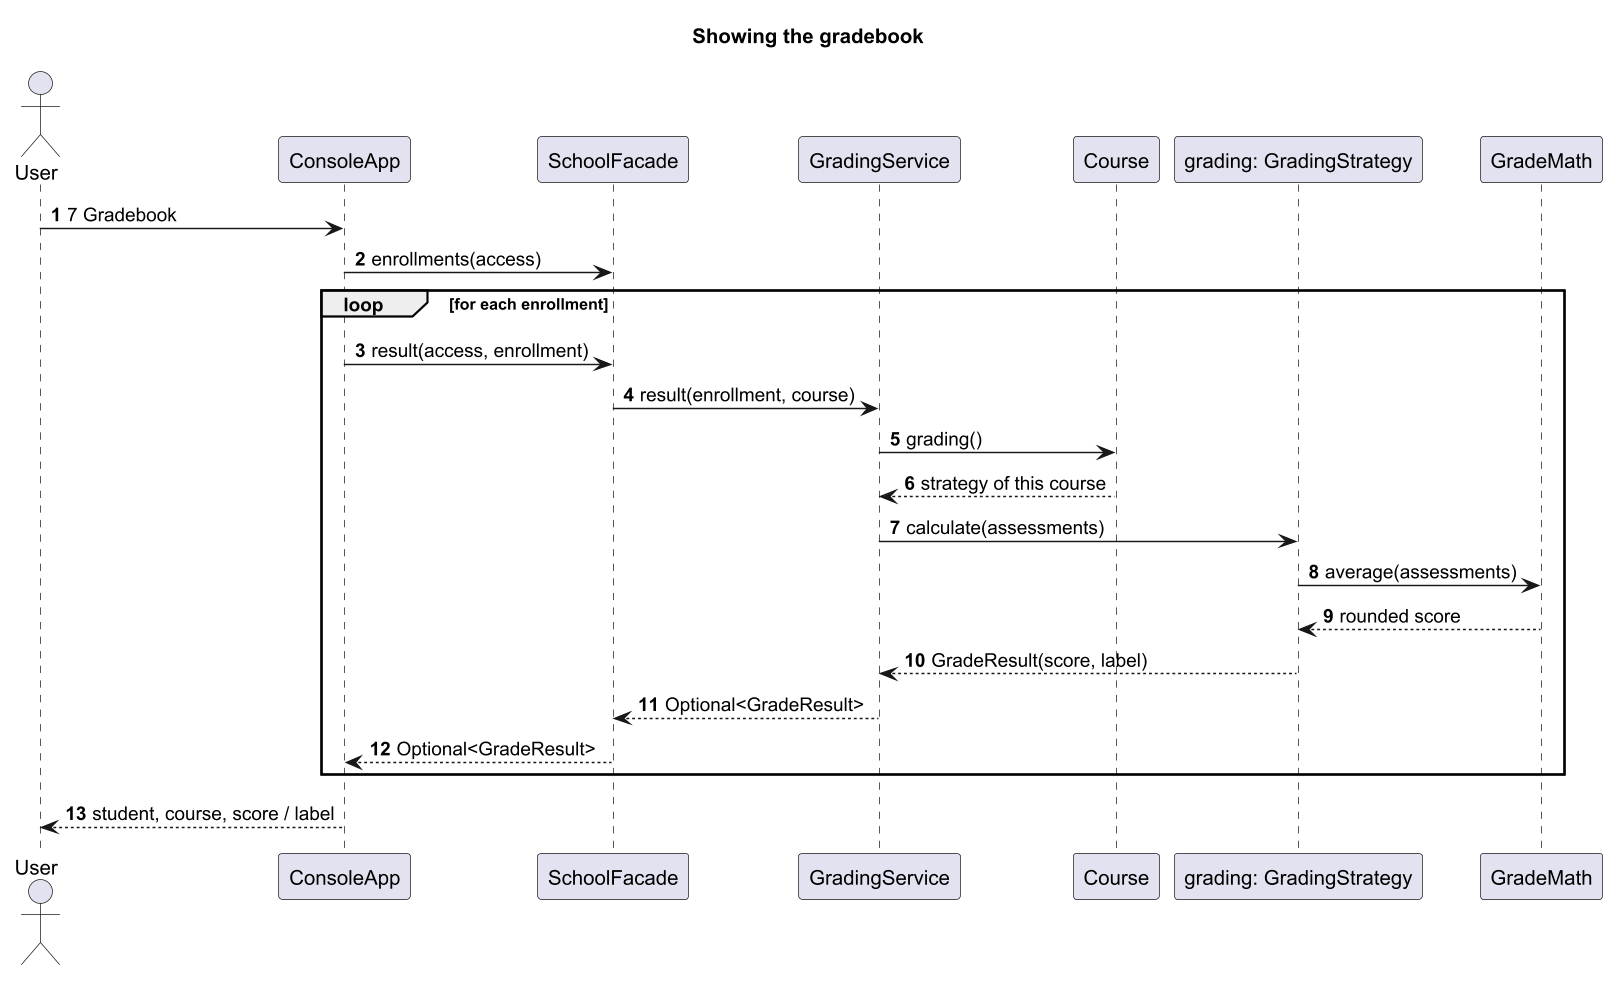 Showing the gradebook
User
ConsoleApp
SchoolFacade
GradingService
Course
grading: GradingStrategy
GradeMath
1 7 Gradebook
2 enrollments(access)
loop [for each enrollment]
3 result(access, enrollment)
4 result(enrollment, course)
5 grading()
6 strategy of this course
7 calculate(assessments)
8 average(assessments)
9 rounded score
10 GradeResult(score, label)
11 Optional<GradeResult>
12 Optional<GradeResult>
13 student, course, score / label
User
ConsoleApp
SchoolFacade
GradingService
Course
grading: GradingStrategy
GradeMath